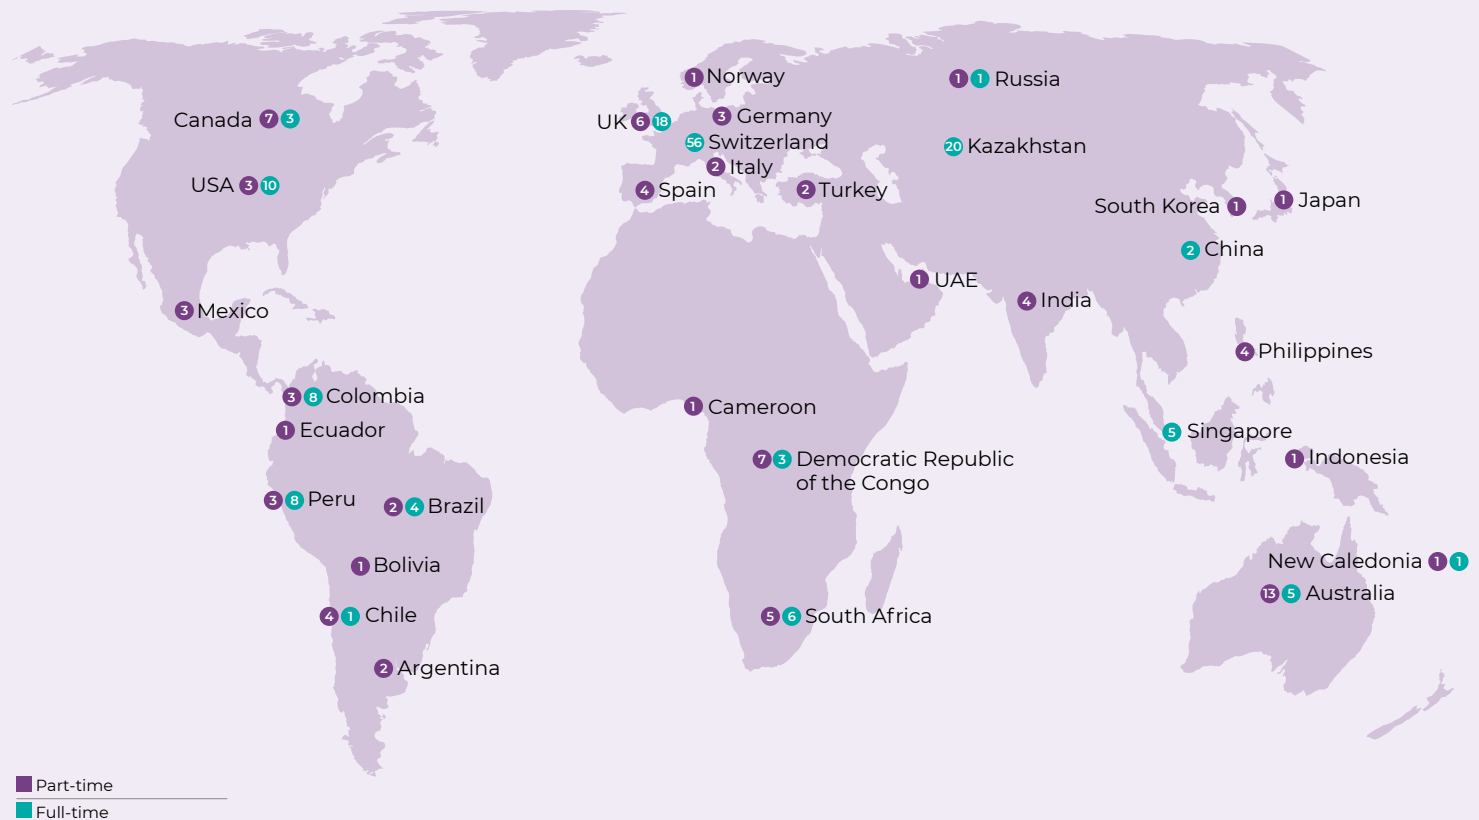 1 Norway
1 1 Russia
Canada 7 3
UK 6 18
3 Germany
56 Switzerland
20 Kazakhstan
2 Italy
USA 3 10
4 Spain
2 Turkey
South Korea 1
1 Japan
2 China
1 UAE
4 India
3 Mexico
4 Philippines
3 8 Colombia
1 Cameroon
1 Ecuador
5 Singapore
7 3 Democratic Republic
of the Congo
1 Indonesia
3 8 Peru
2 4 Brazil
1 Bolivia
New Caledonia 1 1
13 5 Australia
4 1 Chile
5 6 South Africa
2 Argentina
Part-time
Full-time